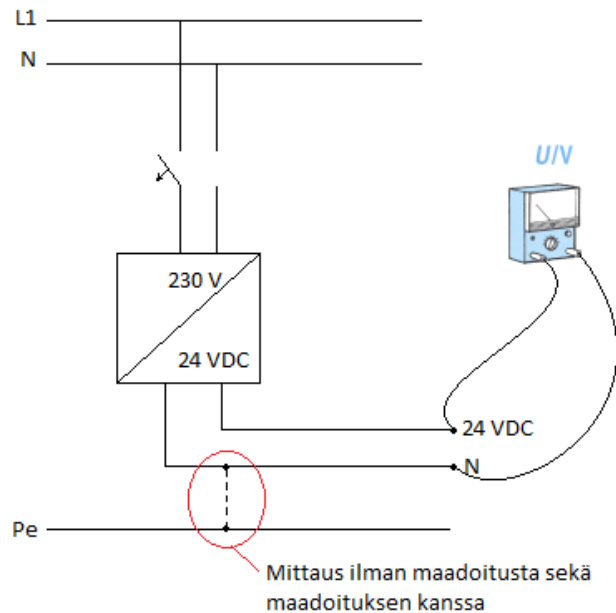 L1
N
U/V
230 V
24 VDC
24 VDC
N
Pe
Mittaus ilman maadoitusta sekä
maadoituksen kanssa